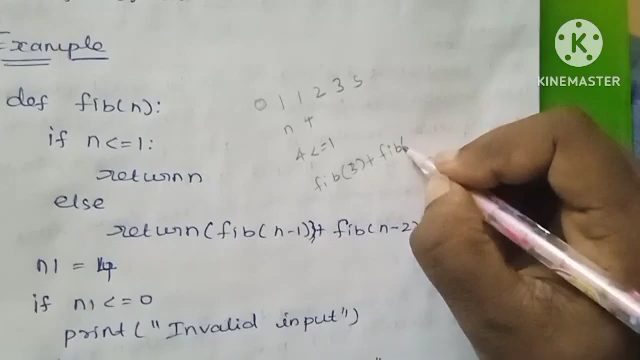 Example
def fib(n):
if n<=1:
return n
else
return(fib(n-1)+ fib(n-2)
n1 = 4
if n1 <= 0
print("Invalid input")
0 1 1 2 3 5
n 4
4<=1
fib(3)+fib(
KINEMASTER